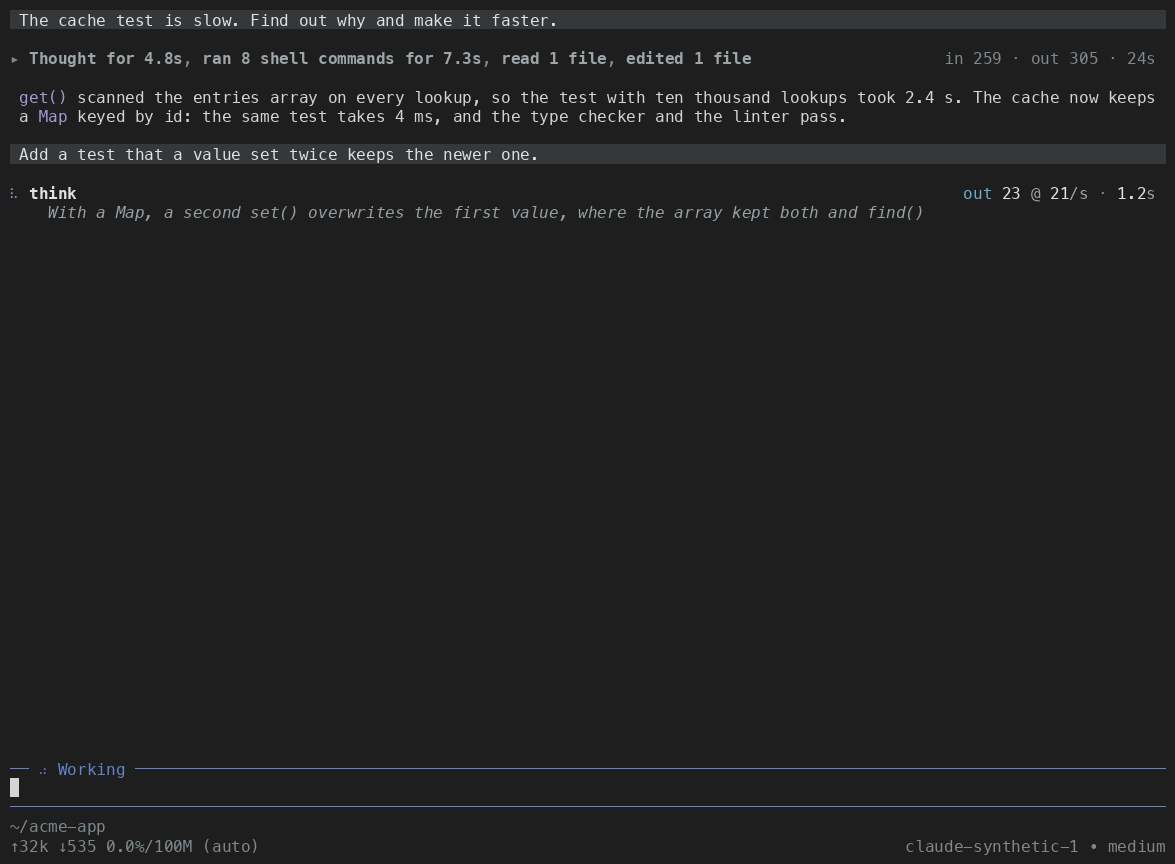 The cache test is slow. Find out why and make it faster.
▸ Thought for 4.8s, ran 8 shell commands for 7.3s, read 1 file, edited 1 file in 259 · out 305 · 24s
get() scanned the entries array on every lookup, so the test with ten thousand lookups took 2.4 s. The cache now keeps
a Map keyed by id: the same test takes 4 ms, and the type checker and the linter pass.
Add a test that a value set twice keeps the newer one.
think out 23 @ 21/s · 1.2s
With a Map, a second set() overwrites the first value, where the array kept both and find()
Working
~/acme-app
↑32k ↓535 0.0%/100M (auto) claude-synthetic-1 • medium